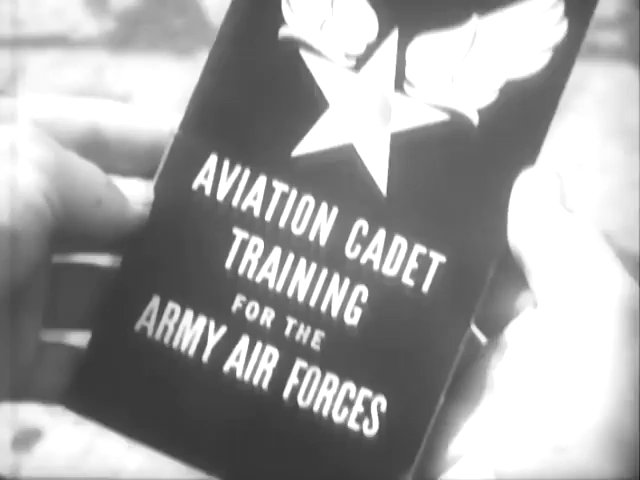 AVIATION CADET
TRAINING
FOR THE
ARMY AIR FORCES